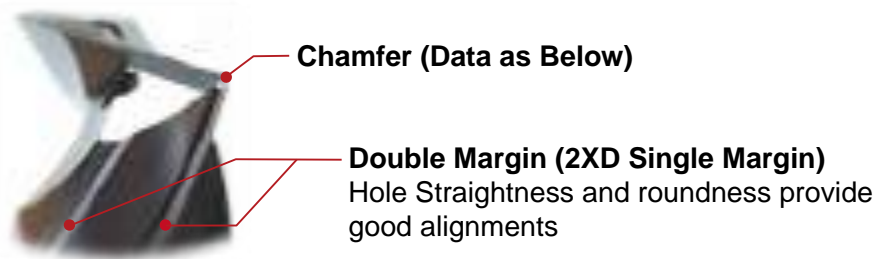 Chamfer (Data as Below)
Double Margin (2XD Single Margin)
Hole Straightness and roundness provide
good alignments